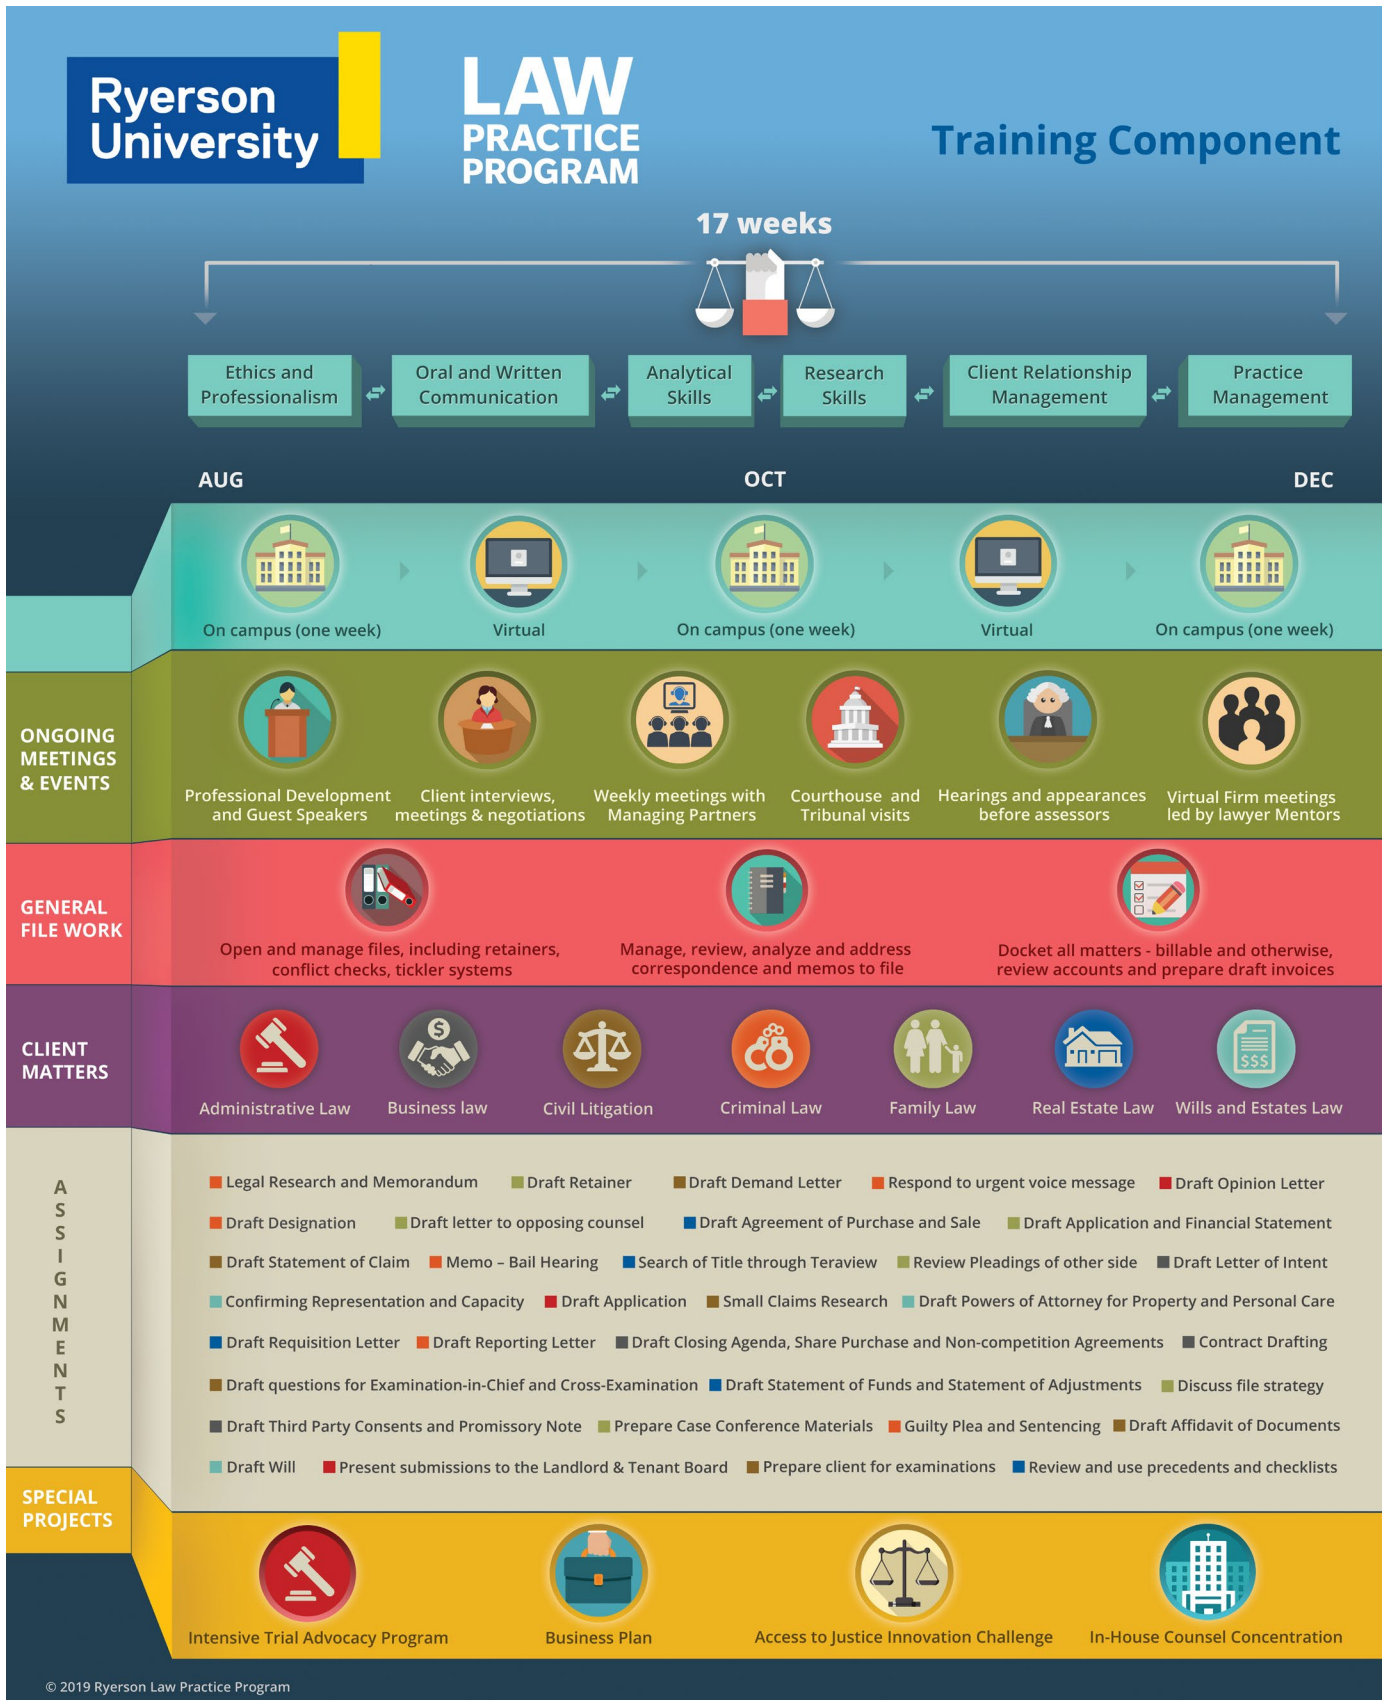 Ryerson
University
LAW
PRACTICE
PROGRAM
Training Component
17 weeks
Ethics and
Professionalism
Oral and Written
Communication
Analytical
Skills
Research
Skills
Client Relationship
Management
Practice
Management
AUG
OCT
DEC
On campus (one week)
Virtual
On campus (one week)
Virtual
On campus (one week)
ONGOING
MEETINGS
& EVENTS
Professional Development
and Guest Speakers
Client interviews,
meetings & negotiations
Weekly meetings with
Managing Partners
Courthouse and
Tribunal visits
Hearings and appearances
before assessors
Virtual Firm meetings
led by lawyer Mentors
GENERAL
FILE WORK
Open and manage files, including retainers,
conflict checks, tickler systems
Manage, review, analyze and address
correspondence and memos to file
Docket all matters - billable and otherwise,
review accounts and prepare draft invoices
CLIENT
MATTERS
$
$$$
Administrative Law
Business law
Civil Litigation
Criminal Law
Family Law
Real Estate Law
Wills and Estates Law
ASSIGNMENTS
Legal Research and Memorandum
Draft Retainer
Draft Demand Letter
Respond to urgent voice message
Draft Opinion Letter
Draft Designation
Draft letter to opposing counsel
Draft Agreement of Purchase and Sale
Draft Application and Financial Statement
Draft Statement of Claim
Memo – Bail Hearing
Search of Title through Teraview
Review Pleadings of other side
Draft Letter of Intent
Confirming Representation and Capacity
Draft Application
Small Claims Research
Draft Powers of Attorney for Property and Personal Care
Draft Requisition Letter
Draft Reporting Letter
Draft Closing Agenda, Share Purchase and Non-competition Agreements
Contract Drafting
Draft questions for Examination-in-Chief and Cross-Examination
Draft Statement of Funds and Statement of Adjustments
Discuss file strategy
Draft Third Party Consents and Promissory Note
Prepare Case Conference Materials
Guilty Plea and Sentencing
Draft Affidavit of Documents
Draft Will
Present submissions to the Landlord & Tenant Board
Prepare client for examinations
Review and use precedents and checklists
SPECIAL
PROJECTS
Intensive Trial Advocacy Program
Business Plan
Access to Justice Innovation Challenge
In-House Counsel Concentration
© 2019 Ryerson Law Practice Program